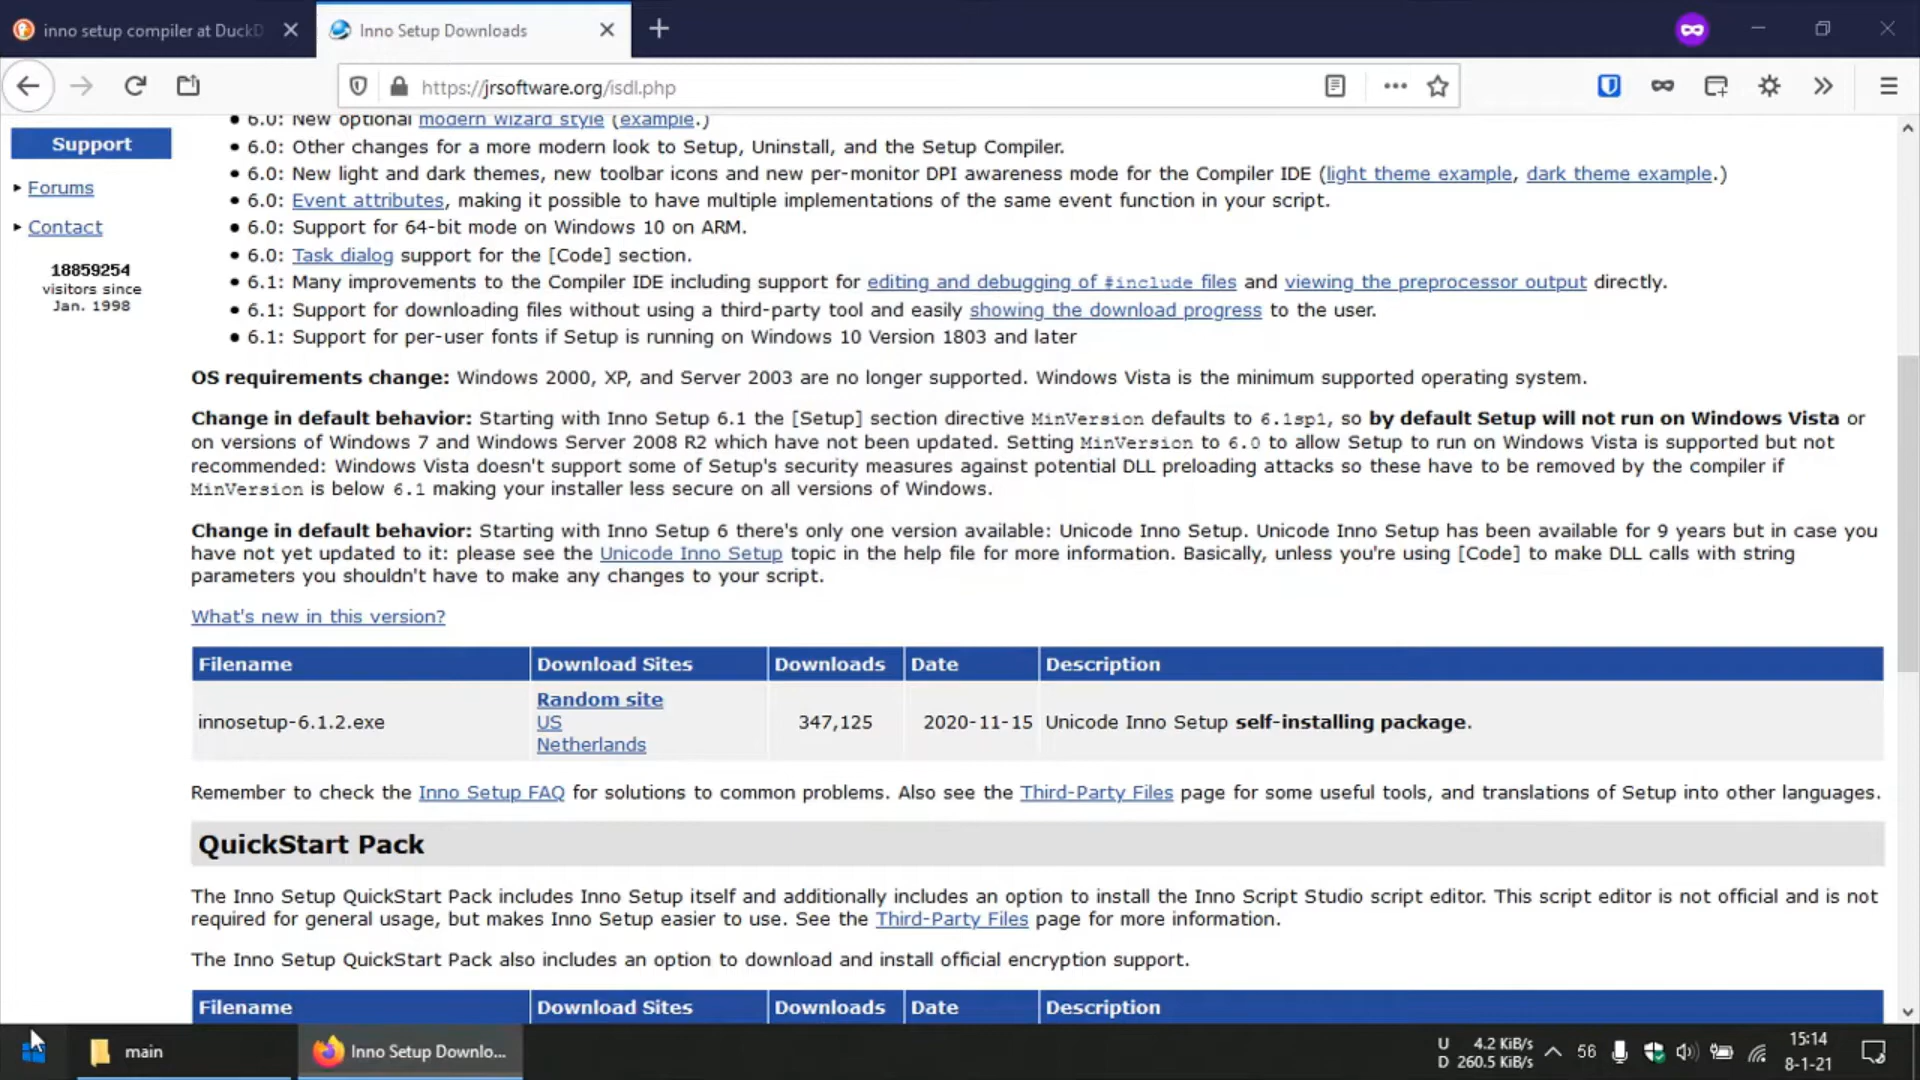 inno setup compiler at DuckD
Inno Setup Downloads
https://jrsoftware.org/isdl.php
Support
Forums
Contact
18859254
visitors since
Jan. 1998
6.0: New optional modern wizard style (example.)
6.0: Other changes for a more modern look to Setup, Uninstall, and the Setup Compiler.
6.0: New light and dark themes, new toolbar icons and new per-monitor DPI awareness mode for the Compiler IDE (light theme example, dark theme example.)
6.0: Event attributes, making it possible to have multiple implementations of the same event function in your script.
6.0: Support for 64-bit mode on Windows 10 on ARM.
6.0: Task dialog support for the [Code] section.
6.1: Many improvements to the Compiler IDE including support for editing and debugging of #include files and viewing the preprocessor output directly.
6.1: Support for downloading files without using a third-party tool and easily showing the download progress to the user.
6.1: Support for per-user fonts if Setup is running on Windows 10 Version 1803 and later
OS requirements change: Windows 2000, XP, and Server 2003 are no longer supported. Windows Vista is the minimum supported operating system.
Change in default behavior: Starting with Inno Setup 6.1 the [Setup] section directive MinVersion defaults to 6.1sp1, so by default Setup will not run on Windows Vista or
on versions of Windows 7 and Windows Server 2008 R2 which have not been updated. Setting MinVersion to 6.0 to allow Setup to run on Windows Vista is supported but not
recommended: Windows Vista doesn't support some of Setup's security measures against potential DLL preloading attacks so these have to be removed by the compiler if
MinVersion is below 6.1 making your installer less secure on all versions of Windows.
Change in default behavior: Starting with Inno Setup 6 there's only one version available: Unicode Inno Setup. Unicode Inno Setup has been available for 9 years but in case you
have not yet updated to it: please see the Unicode Inno Setup topic in the help file for more information. Basically, unless you're using [Code] to make DLL calls with string
parameters you shouldn't have to make any changes to your script.
What's new in this version?
Filename Download Sites Downloads Date Description
Random site
innosetup-6.1.2.exe US 347,125 2020-11-15 Unicode Inno Setup self-installing package.
Netherlands
Remember to check the Inno Setup FAQ for solutions to common problems. Also see the Third-Party Files page for some useful tools, and translations of Setup into other languages.
QuickStart Pack
The Inno Setup QuickStart Pack includes Inno Setup itself and additionally includes an option to install the Inno Script Studio script editor. This script editor is not official and is not
required for general usage, but makes Inno Setup easier to use. See the Third-Party Files page for more information.
The Inno Setup QuickStart Pack also includes an option to download and install official encryption support.
Filename Download Sites Downloads Date Description
main
Inno Setup Downlo...
U 4.2 KiB/s
D 260.5 KiB/s
56
15:14
8-1-21